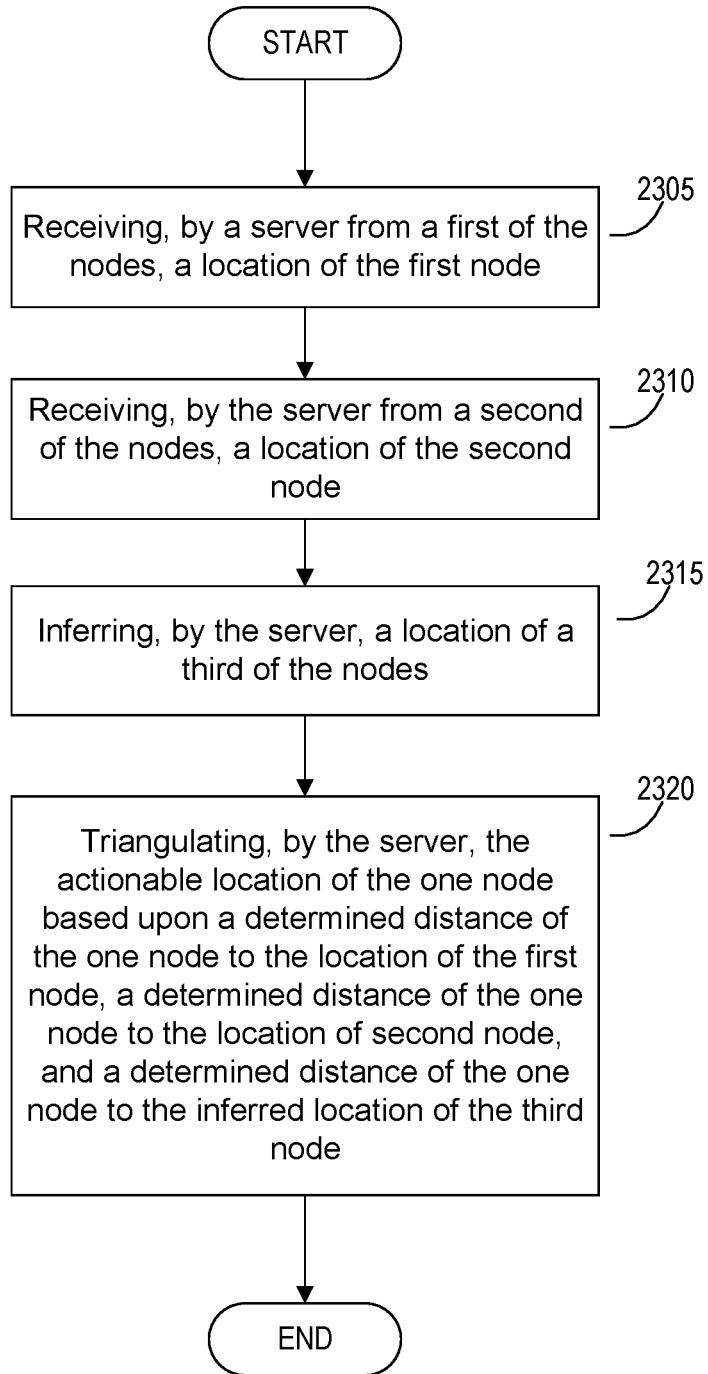 START
2305
Receiving, by a server from a first of the
nodes, a location of the first node
2310
Receiving, by the server from a second
of the nodes, a location of the second
node
2315
Inferring, by the server, a location of a
third of the nodes
2320
Triangulating, by the server, the
actionable location of the one node
based upon a determined distance of
the one node to the location of the first
node, a determined distance of the one
node to the location of second node,
and a determined distance of the one
node to the inferred location of the third
node
END